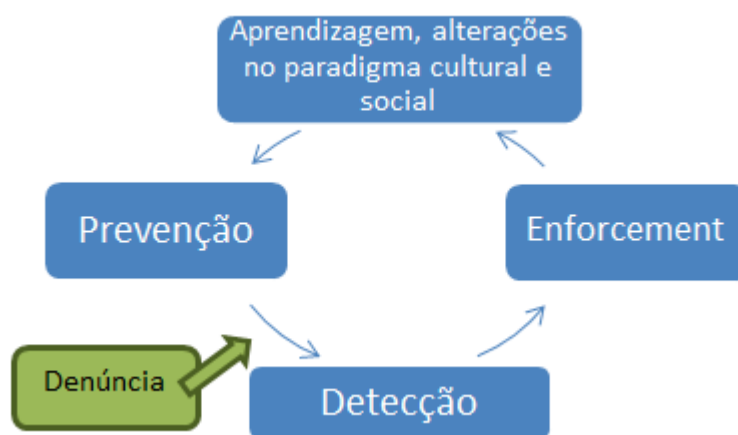 Aprendizagem, alterações
no paradigma cultural e
social
Prevenção
Enforcement
Denúncia
Detecção